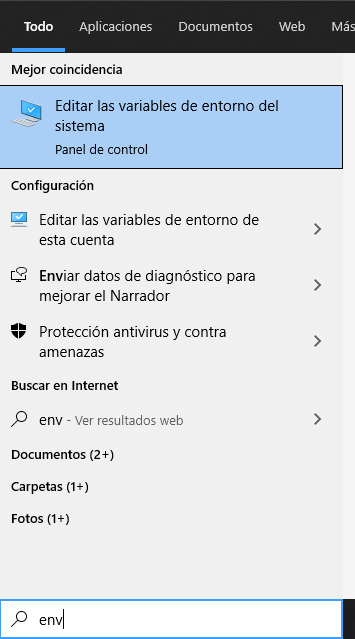 Todo Aplicaciones Documentos Web Más
Mejor coincidencia
Editar las variables de entorno del
sistema
Panel de control
Configuración
Editar las variables de entorno de
esta cuenta
Enviar datos de diagnóstico para
mejorar el Narrador
Protección antivirus y contra
amenazas
Buscar en Internet
env - Ver resultados web
Documentos (2+)
Carpetas (1+)
Fotos (1+)
env